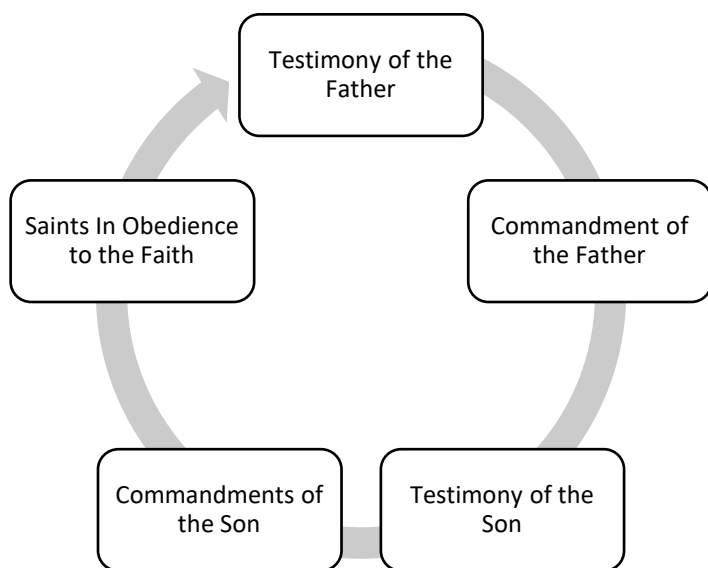 Testimony of the
Father
Commandment of
the Father
Testimony of the
Son
Commandments of
the Son
Saints In Obedience
to the Faith